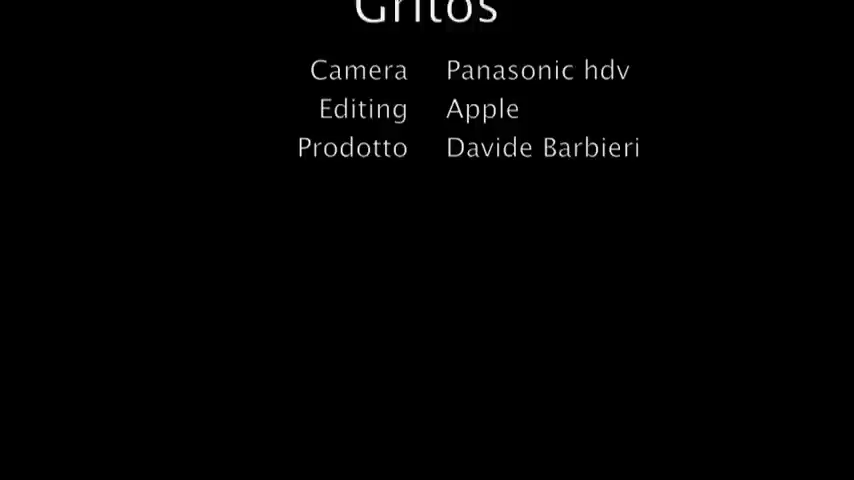 Gritos
Camera Panasonic hdv
Editing Apple
Prodotto Davide Barbieri